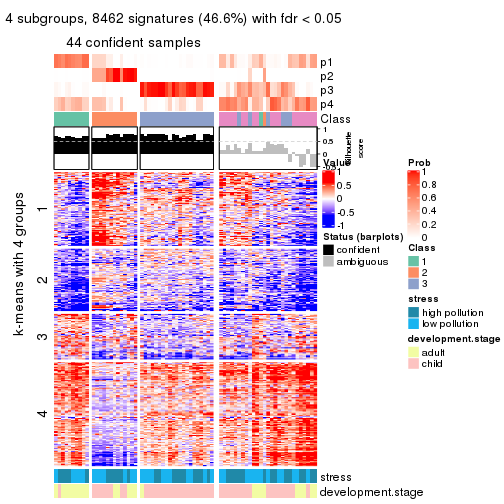 4 subgroups, 8462 signatures (46.6%) with fdr < 0.05
44 confident samples
p1
p2
p3
p4
Class
1
0.5
0
-0.5
Silhouette
score
k-means with 4 groups
1
2
3
4
stress
development.stage
Value
1
0.5
0
-0.5
-1
Status (barplots)
confident
ambiguous
Prob
1
0.8
0.6
0.4
0.2
0
Class
1
2
3
stress
high pollution
low pollution
development.stage
adult
child